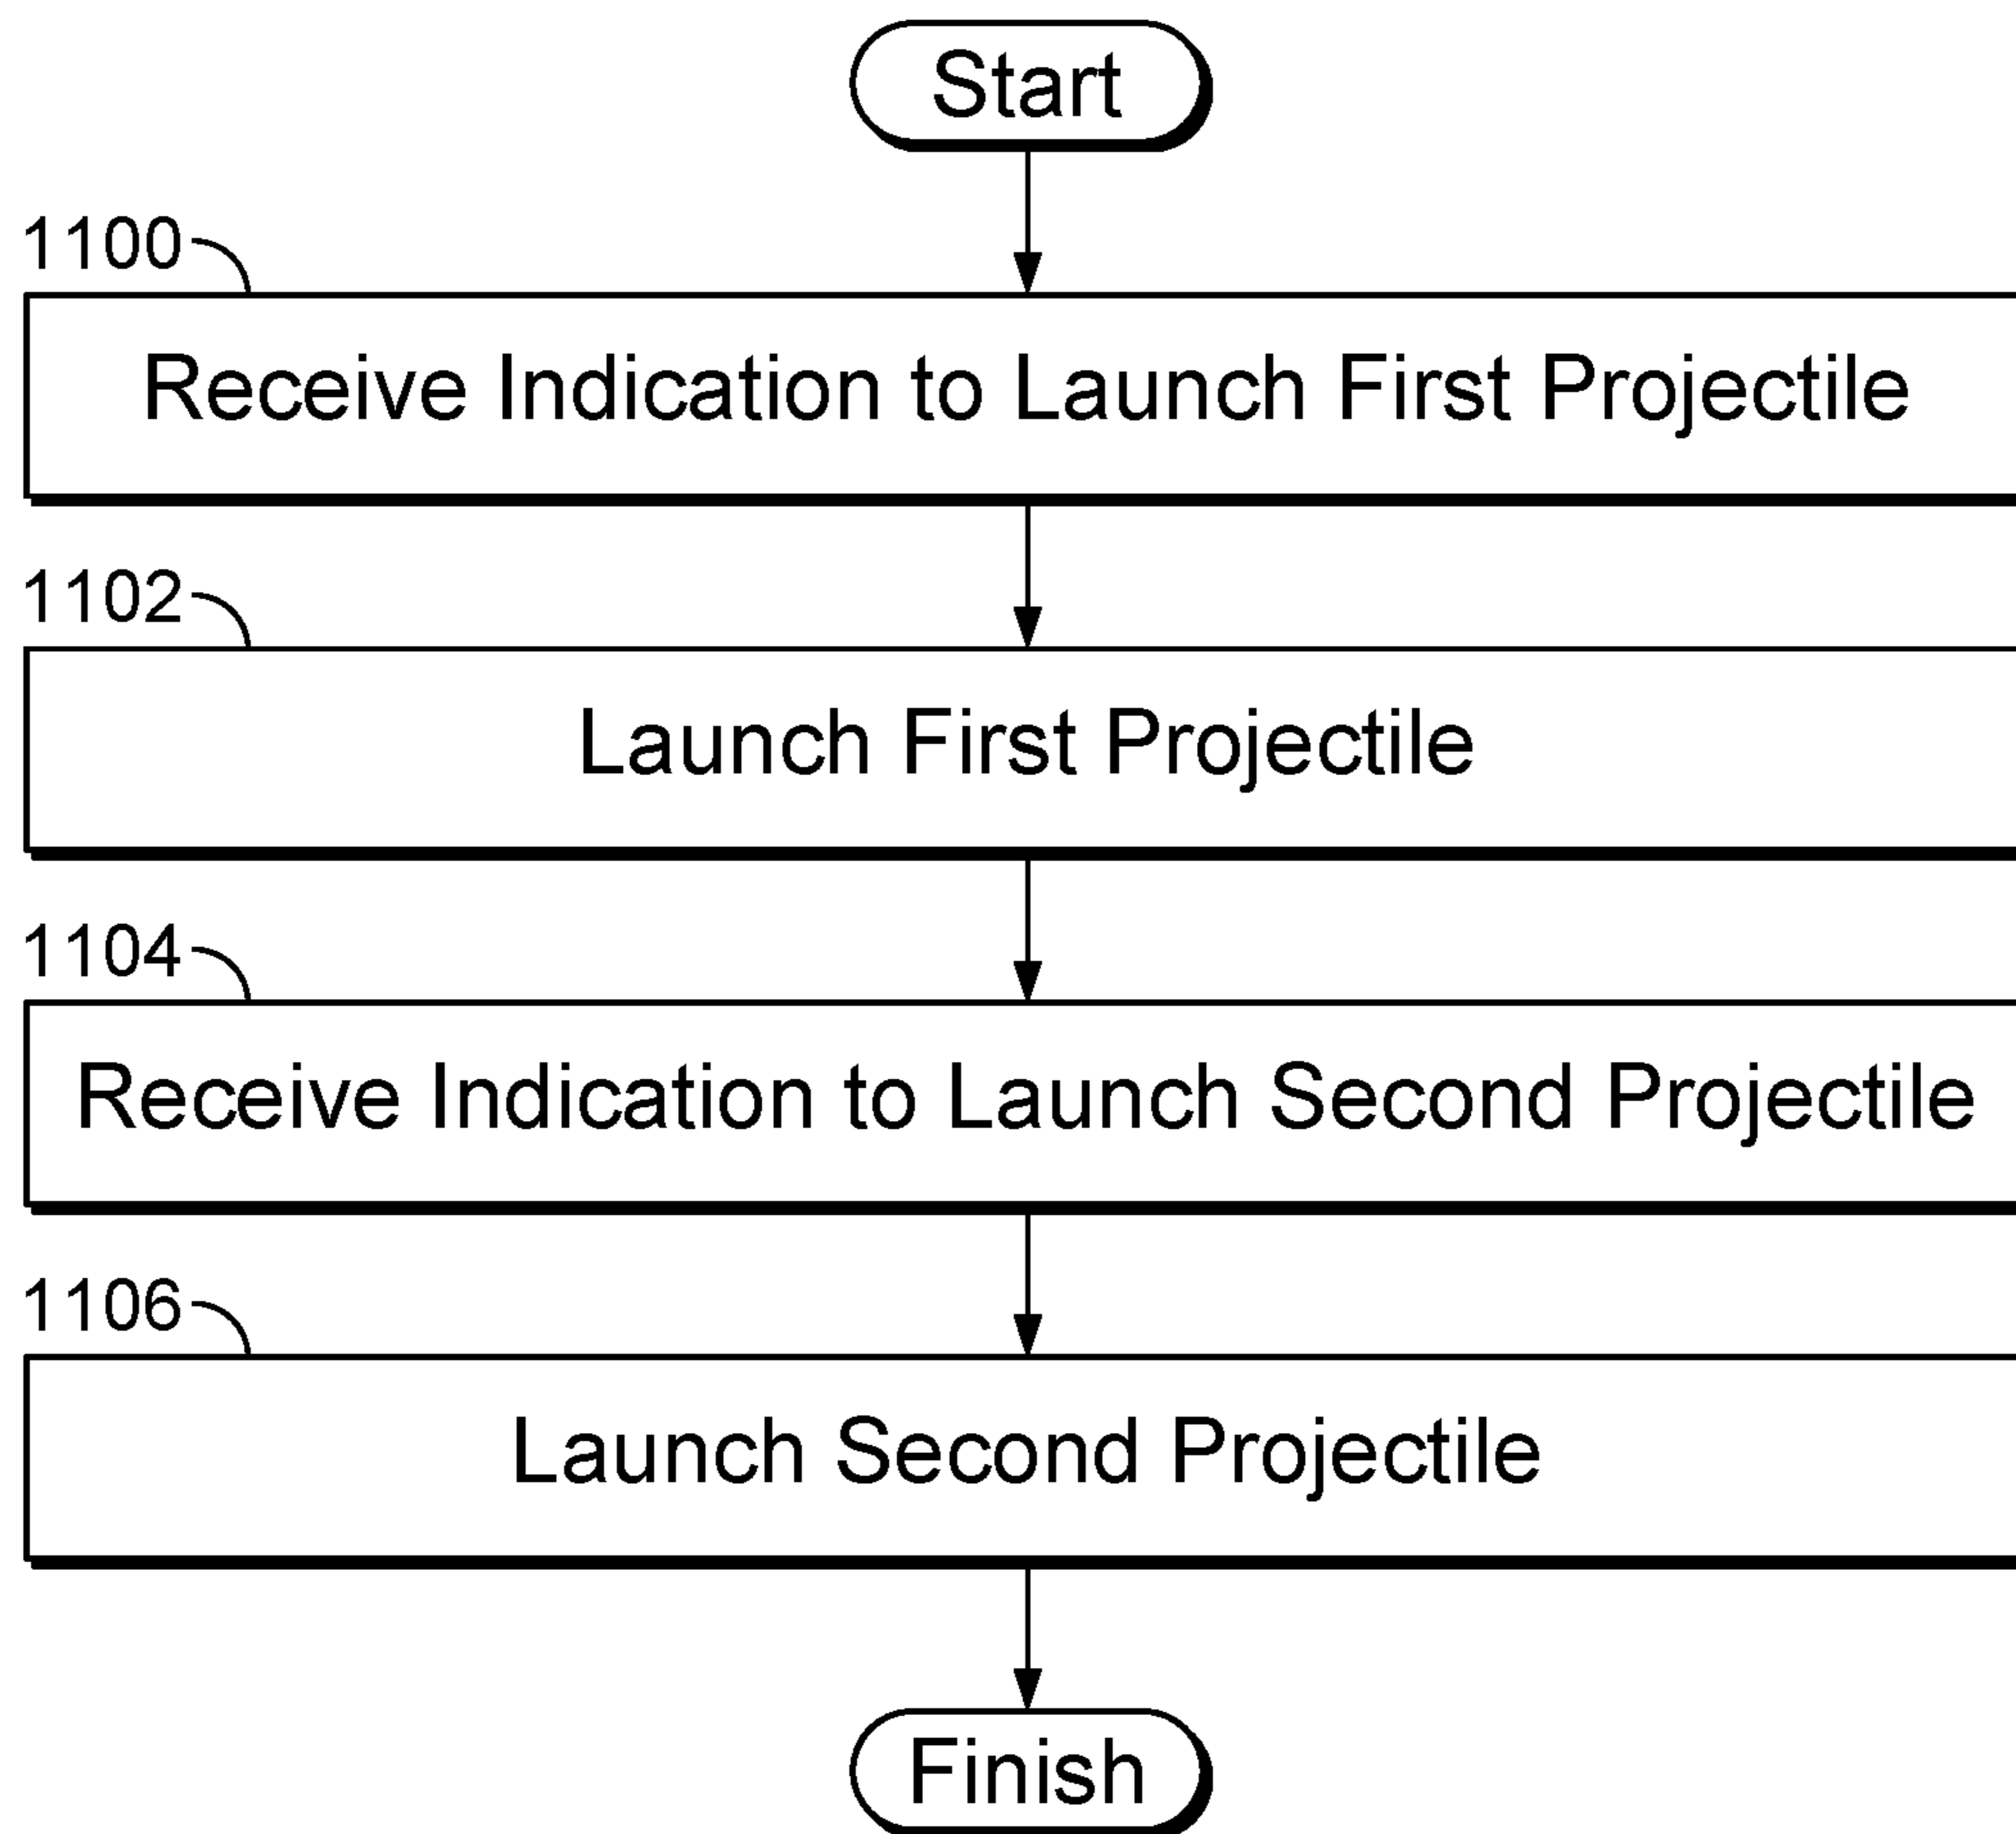 Start
1100
Receive Indication to Launch First Projectile
1102
Launch First Projectile
1104
Receive Indication to Launch Second Projectile
1106
Launch Second Projectile
Finish